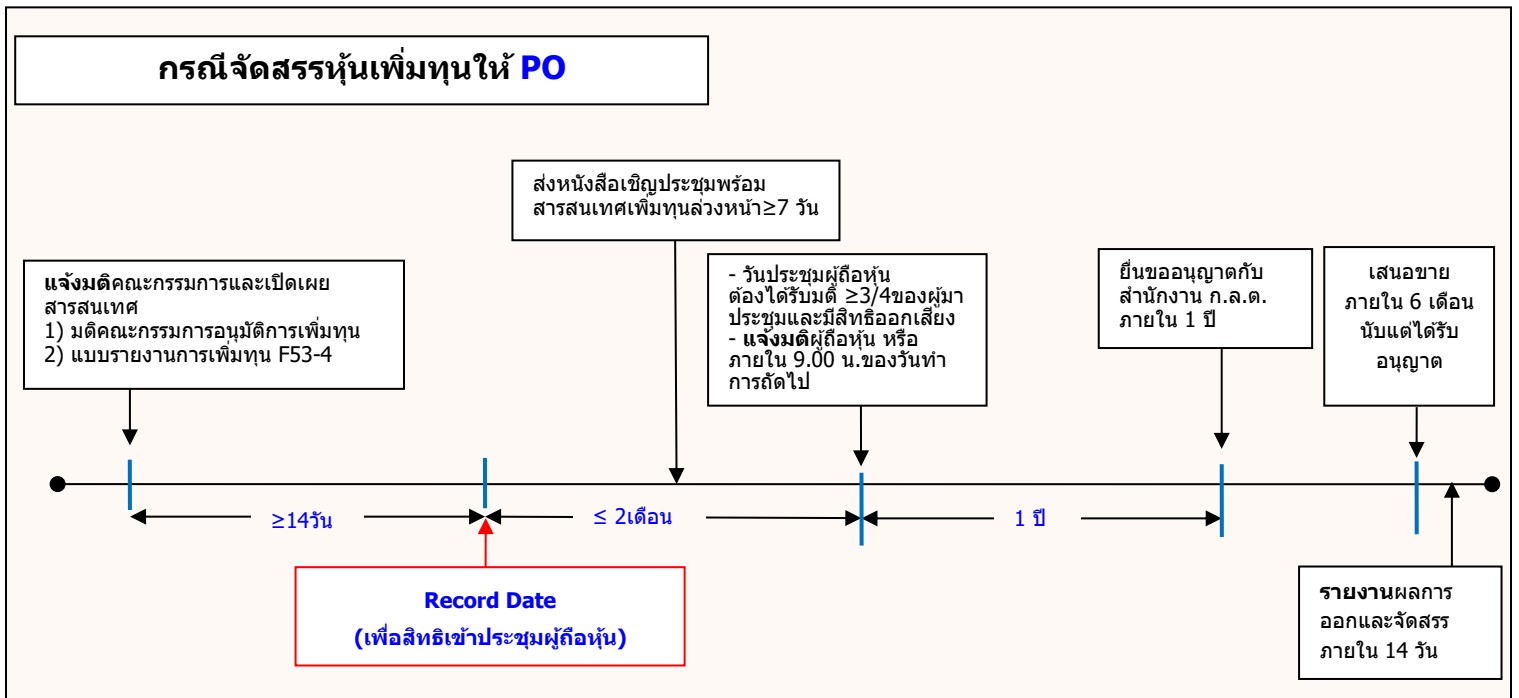 กรณีจัดสรรหุ้นเพิ่มทุนให้ PO
ส่งหนังสือเชิญประชุมพร้อม
สารสนเทศเพิ่มทุนล่วงหน้า≥7 วัน
แจ้งมติคณะกรรมการและเปิดเผย
สารสนเทศ
1) มติคณะกรรมการอนุมัติการเพิ่มทุน
2) แบบรายงานการเพิ่มทุน F53-4
- วันประชุมผู้ถือหุ้น
ต้องได้รับมติ ≥3/4ของผู้มา
ประชุมและมีสิทธิออกเสียง
- แจ้งมติผู้ถือหุ้น หรือ
ภายใน 9.00 น.ของวันทำ
การถัดไป
ยื่นขออนุญาตกับ
สำนักงาน ก.ล.ต.
ภายใน 1 ปี
เสนอขาย
ภายใน 6 เดือน
นับแต่ได้รับ
อนุญาต
≥14วัน
≤ 2เดือน
1 ปี
Record Date
(เพื่อสิทธิเข้าประชุมผู้ถือหุ้น)
รายงานผลการ
ออกและจัดสรร
ภายใน 14 วัน